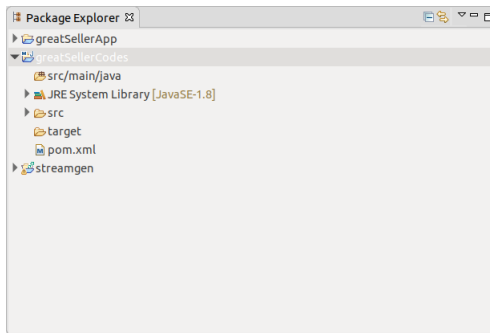 Package Explorer
greatSellerApp
greatSellerCodes
src/main/java
JRE System Library [JavaSE-1.8]
src
target
pom.xml
streamgen